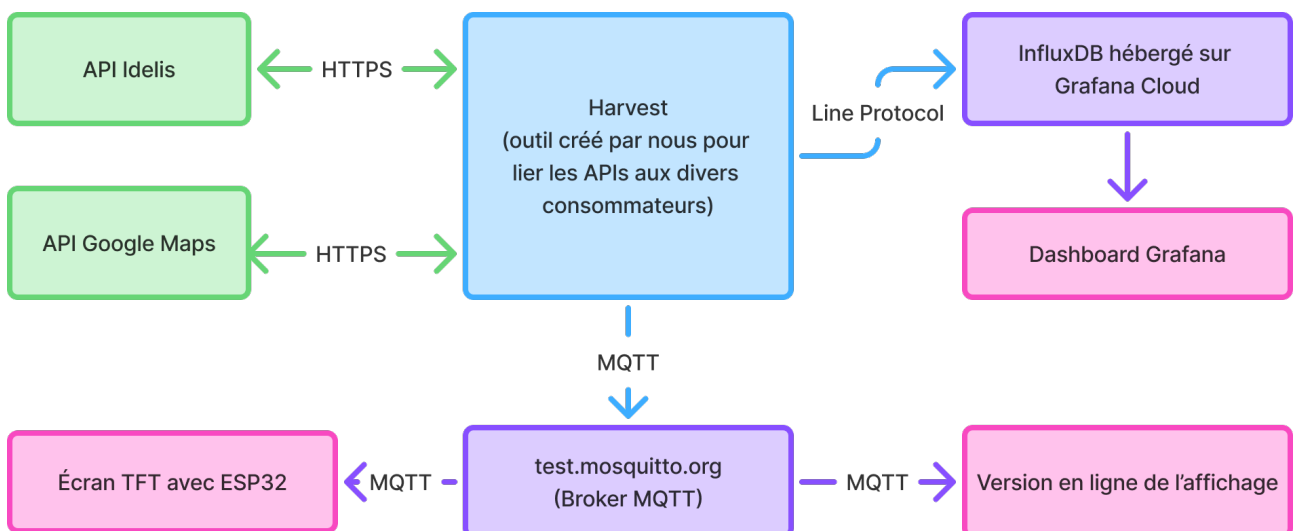 API Idelis
HTTPS
Harvest
(outil créé par nous pour
lier les APIs aux divers
consommateurs)
Line Protocol
InfluxDB hébergé sur
Grafana Cloud
API Google Maps
HTTPS
Dashboard Grafana
MQTT
Écran TFT avec ESP32
MQTT
test.mosquitto.org
(Broker MQTT)
MQTT
Version en ligne de l’affichage